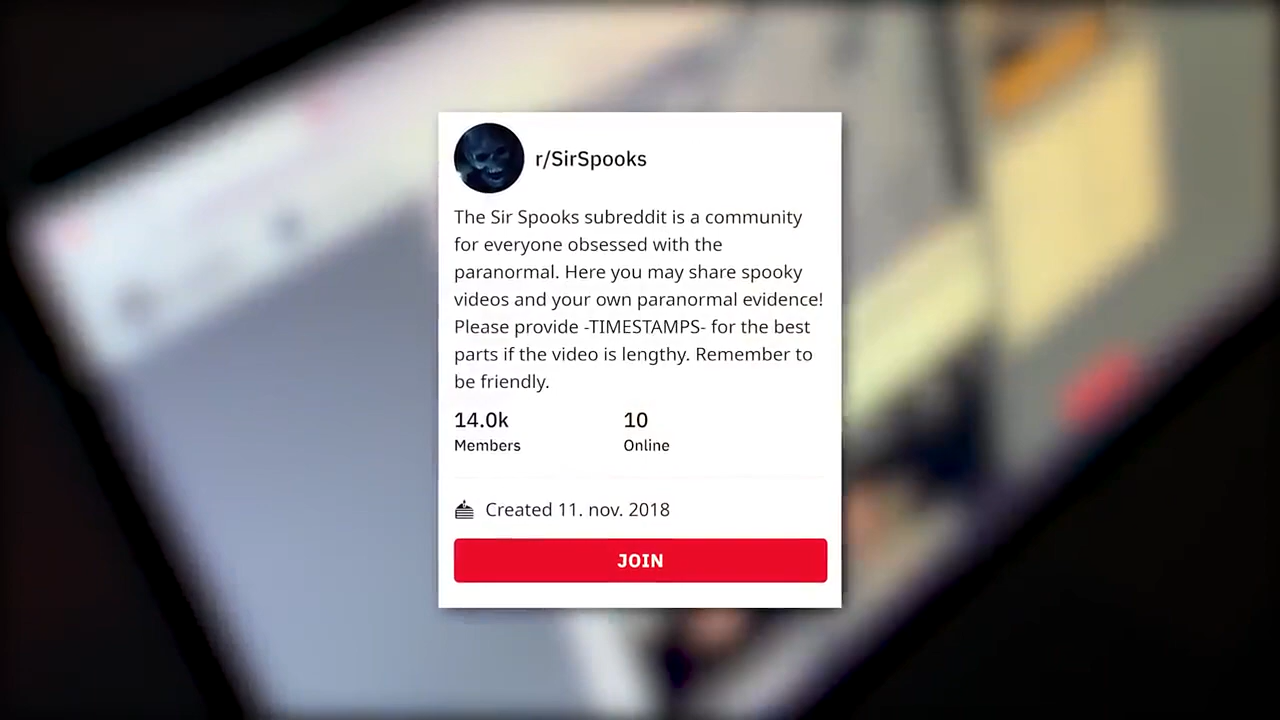 r/SirSpooks
The Sir Spooks subreddit is a community
for everyone obsessed with the
paranormal. Here you may share spooky
videos and your own paranormal evidence!
Please provide -TIMESTAMPS- for the best
parts if the video is lengthy. Remember to
be friendly.
14.0k
10
Members
Online
Created 11. nov. 2018
JOIN